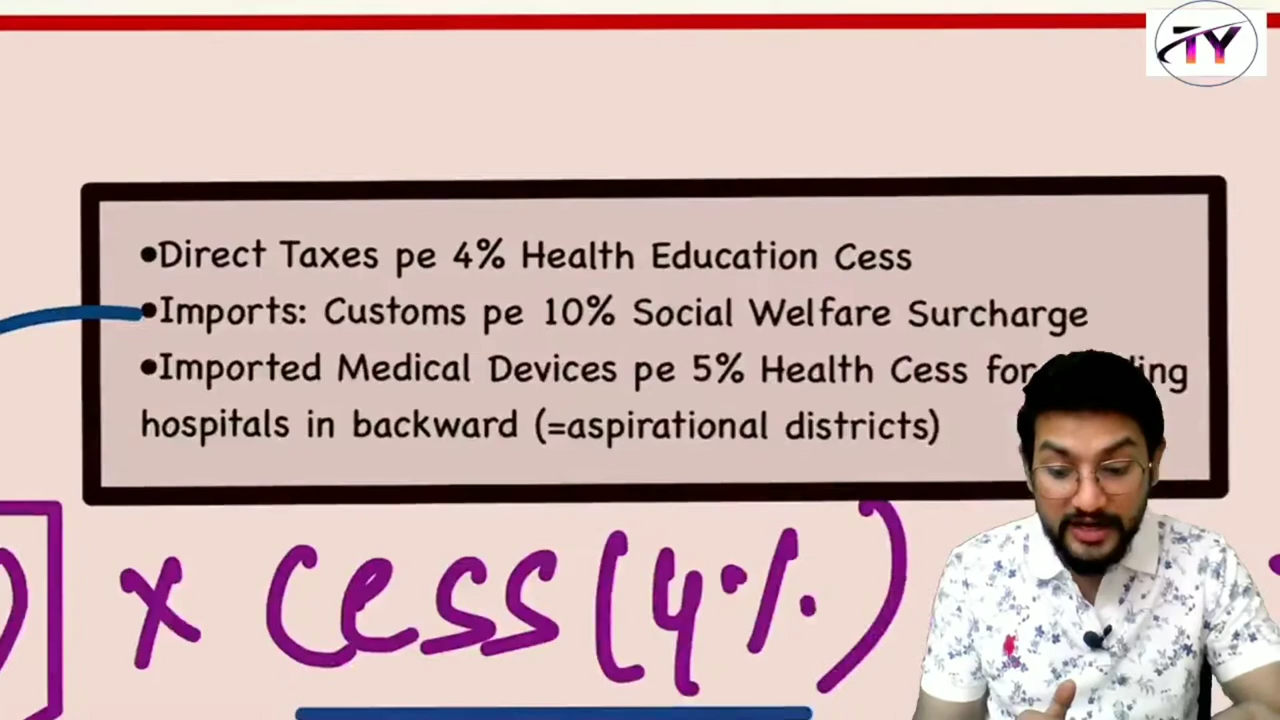 TY
•Direct Taxes pe 4% Health Education Cess
•Imports: Customs pe 10% Social Welfare Surcharge
•Imported Medical Devices pe 5% Health Cess for
hospitals in backward (=aspirational districts)
) x Cess (4%)